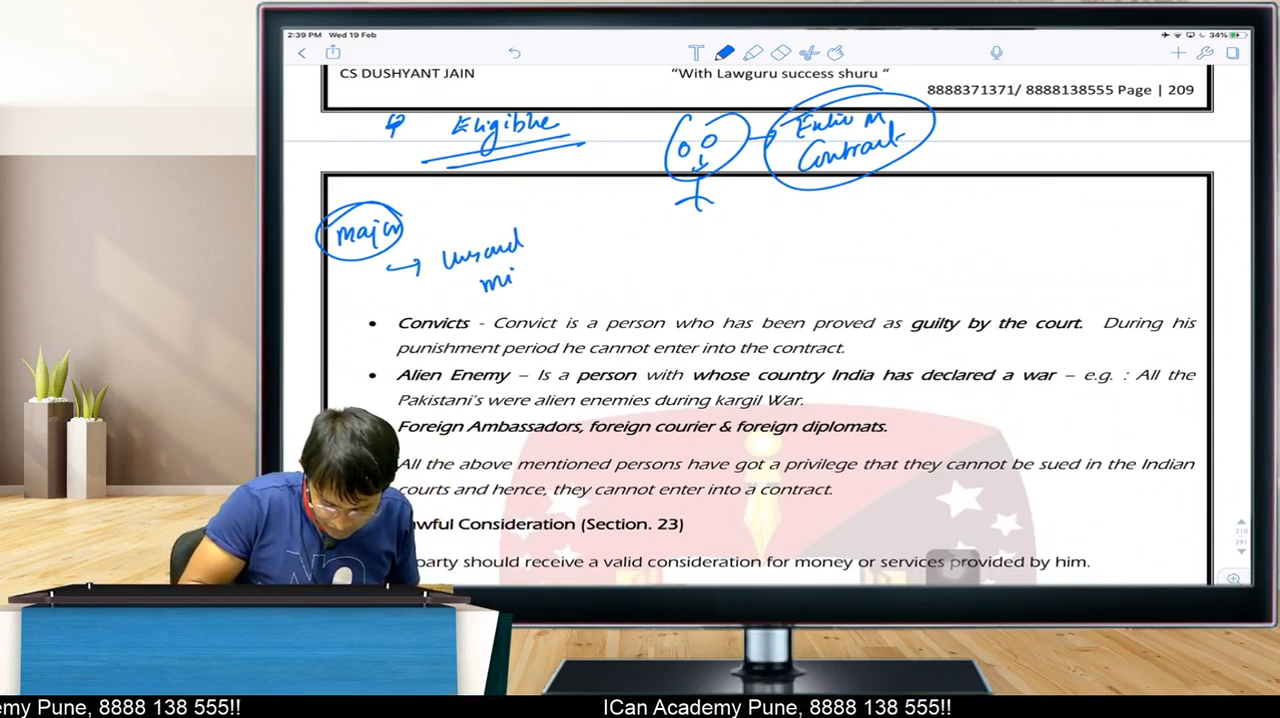 2:39 PM Wed 19 Feb
34%
T
CS DUSHYANT JAIN "With Lawguru success shuru "
8888371371/ 8888138555 Page | 209
Eligible
Contract
major
unsound
mi
• Convicts - Convict is a person who has been proved as guilty by the court. During his
punishment period he cannot enter into the contract.
• Alien Enemy – Is a person with whose country India has declared a war – e.g. : All the
Pakistani's were alien enemies during kargil War.
Foreign Ambassadors, foreign courier & foreign diplomats.
All the above mentioned persons have got a privilege that they cannot be sued in the Indian
courts and hence, they cannot enter into a contract.
awful Consideration (Section. 23)
party should receive a valid consideration for money or services provided by him.
210
291
NO
emy Pune, 8888 138 555!! ICan Academy Pune, 8888 138 555!!